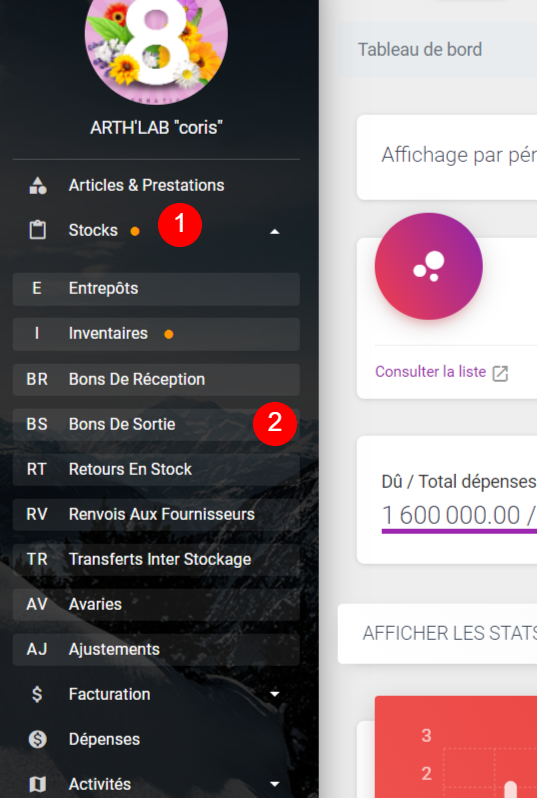 8
ARTH'LAB "coris"
Articles & Prestations
Stocks 1
E Entrepôts
I Inventaires
BR Bons De Réception
BS Bons De Sortie 2
RT Retours En Stock
RV Renvois Aux Fournisseurs
TR Transferts Inter Stockage
AV Avaries
AJ Ajustements
$ Facturation
Dépenses
Activités
Tableau de bord
Affichage par pér
Consulter la liste
Dû / Total dépenses
1 600 000.00 /
AFFICHER LES STATS
3
2